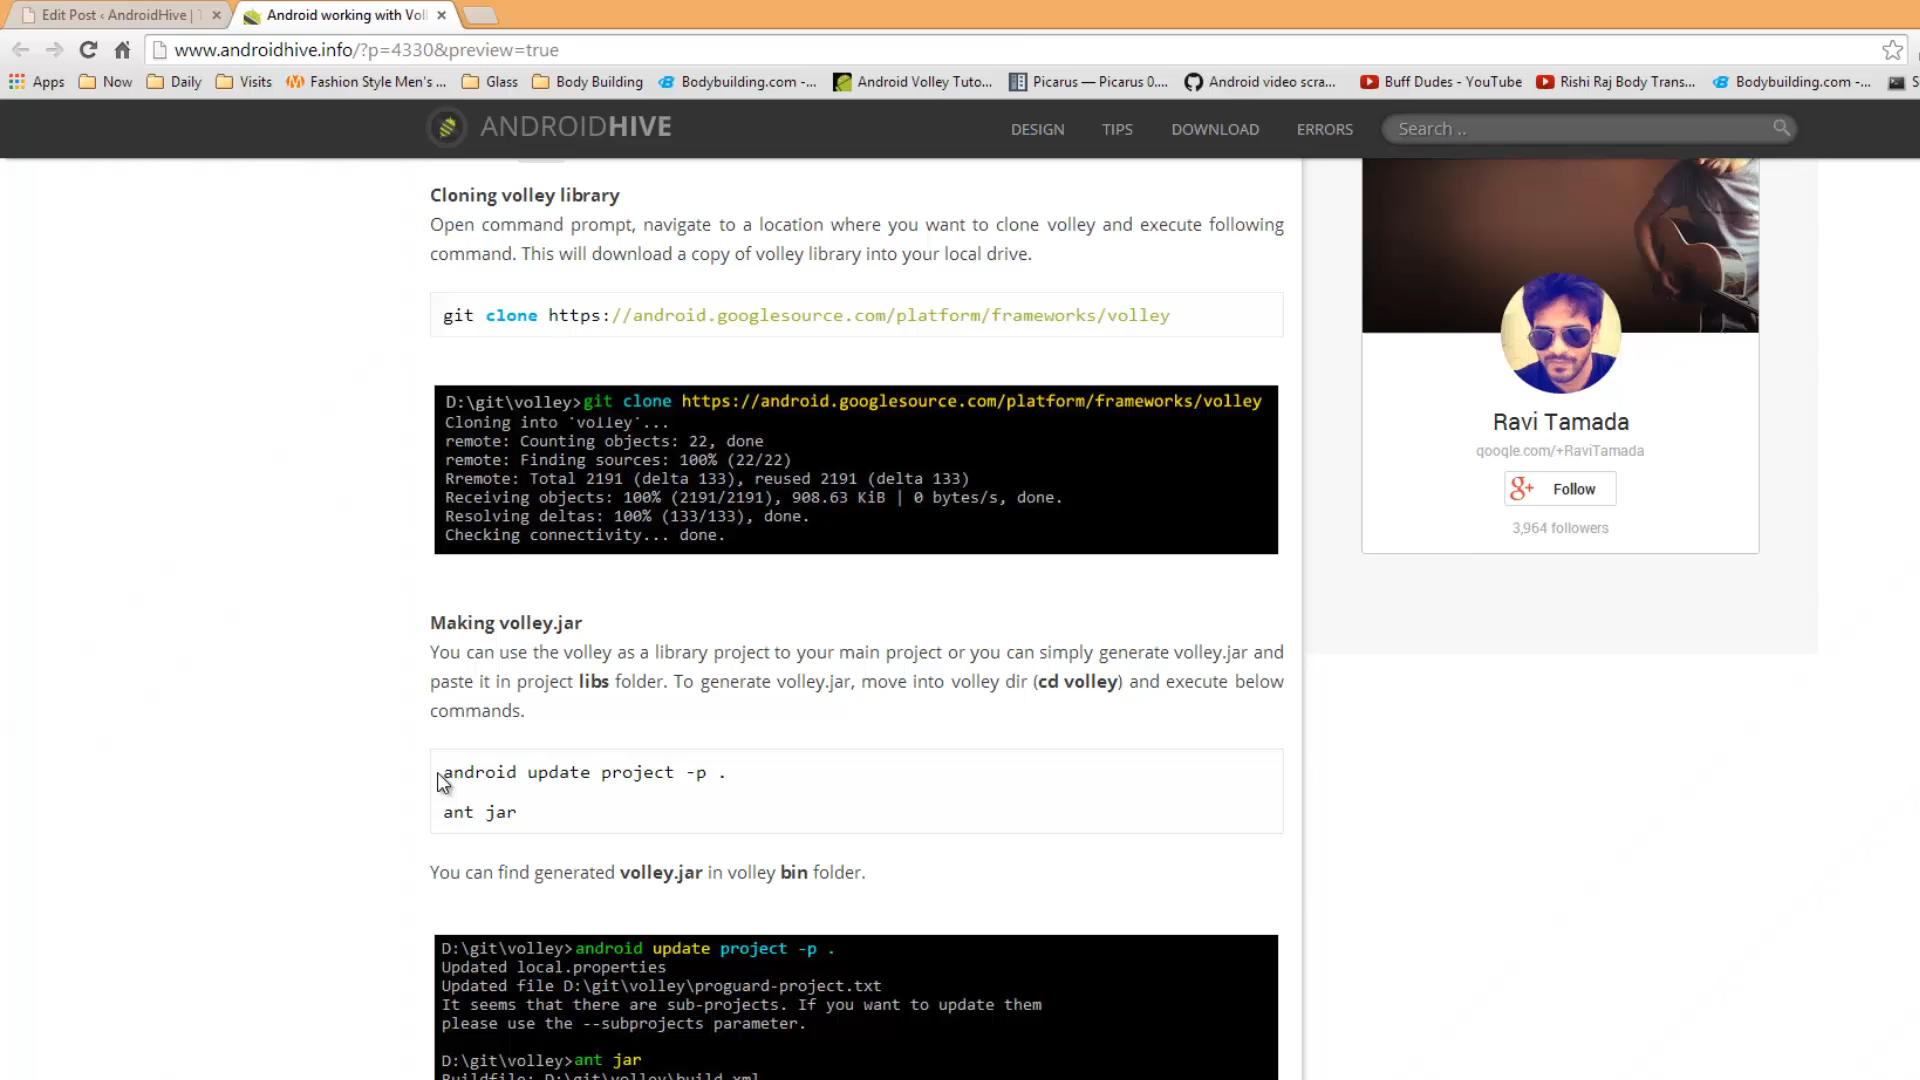 Edit Post ‹ AndroidHive |
Android working with Vol
www.androidhive.info/?p=4330&preview=true
Apps Now Daily Visits Fashion Style Men's ... Glass Body Building Bodybuilding.com -... Android Volley Tuto... Picarus — Picarus 0.... Android video scra... Buff Dudes - YouTube Rishi Raj Body Trans... Bodybuilding.com -...
ANDROIDHIVE
DESIGN TIPS DOWNLOAD ERRORS Search ..
Cloning volley library
Open command prompt, navigate to a location where you want to clone volley and execute following
command. This will download a copy of volley library into your local drive.
git clone https://android.googlesource.com/platform/frameworks/volley
D:\git\volley>git clone https://android.googlesource.com/platform/frameworks/volley
Cloning into `volley`...
remote: Counting objects: 22, done
remote: Finding sources: 100% (22/22)
Rremote: Total 2191 (delta 133), reused 2191 (delta 133)
Receiving objects: 100% (2191/2191), 908.63 KiB | 0 bytes/s, done.
Resolving deltas: 100% (133/133), done.
Checking connectivity... done.
Making volley.jar
You can use the volley as a library project to your main project or you can simply generate volley.jar and
paste it in project libs folder. To generate volley.jar, move into volley dir (cd volley) and execute below
commands.
android update project -p .
ant jar
You can find generated volley.jar in volley bin folder.
D:\git\volley>android update project -p .
Updated local.properties
Updated file D:\git\volley\proguard-project.txt
It seems that there are sub-projects. If you want to update them
please use the --subprojects parameter.
D:\git\volley>ant jar
Buildfile: D:\git\volley\build.xml
Ravi Tamada
google.com/+RaviTamada
g+ Follow
3,964 followers